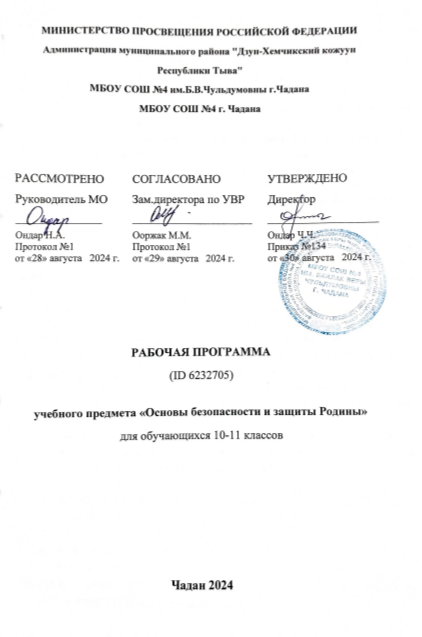 МИНИСТЕРСТВО ПРОСВЕЩЕНИЯ РОССИЙСКОЙ ФЕДЕРАЦИИ
Администрация муниципального района "Дзун-Хемчикский кожуун
Республики Тыва"
МБОУ СОШ №4 им.Б.В.Чульдумовны г.Чадана
МБОУ СОШ №4 г. Чадана
РАССМОТРЕНО СОГЛАСОВАНО УТВЕРЖДЕНО
Руководитель МО Зам.директора по УВР Директор
Ондар
Ондар Н.А. Ооржак М.М. Ондар Ч.Ч.
Протокол №1 Протокол №1 Приказ №134
от «28» августа 2024 г. от «29» августа 2024 г. от «30» августа 2024 г.
РАБОЧАЯ ПРОГРАММА
(ID 6232705)
учебного предмета «Основы безопасности и защиты Родины»
для обучающихся 10-11 классов
Чадан 2024